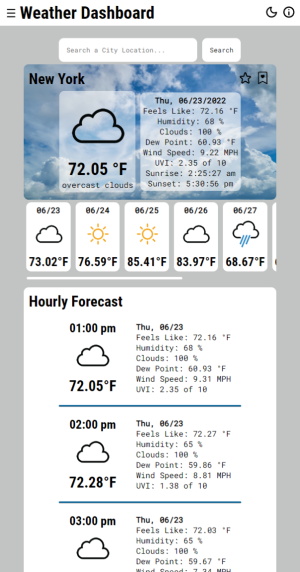 Weather Dashboard
Search a City Location...
Search
New York
72.05 °F
overcast clouds
Thu, 06/23/2022
Feels Like: 72.16 °F
Humidity: 68 %
Clouds: 100 %
Dew Point: 60.93 °F
Wind Speed: 9.22 MPH
UVI: 2.35 of 10
Sunrise: 2:25:27 am
Sunset: 5:30:56 pm
06/23
73.02°F
06/24
76.59°F
06/25
85.41°F
06/26
83.97°F
06/27
68.67°F
Hourly Forecast
01:00 pm
72.05°F
Thu, 06/23
Feels Like: 72.16 °F
Humidity: 68 %
Clouds: 100 %
Dew Point: 60.93 °F
Wind Speed: 9.31 MPH
UVI: 2.35 of 10
02:00 pm
72.28°F
Thu, 06/23
Feels Like: 72.27 °F
Humidity: 65 %
Clouds: 100 %
Dew Point: 59.86 °F
Wind Speed: 8.81 MPH
UVI: 1.38 of 10
03:00 pm
Thu, 06/23
Feels Like: 72.03 °F
Humidity: 65 %
Clouds: 100 %
Dew Point: 59.67 °F
Wind Speed: 7.34 MPH